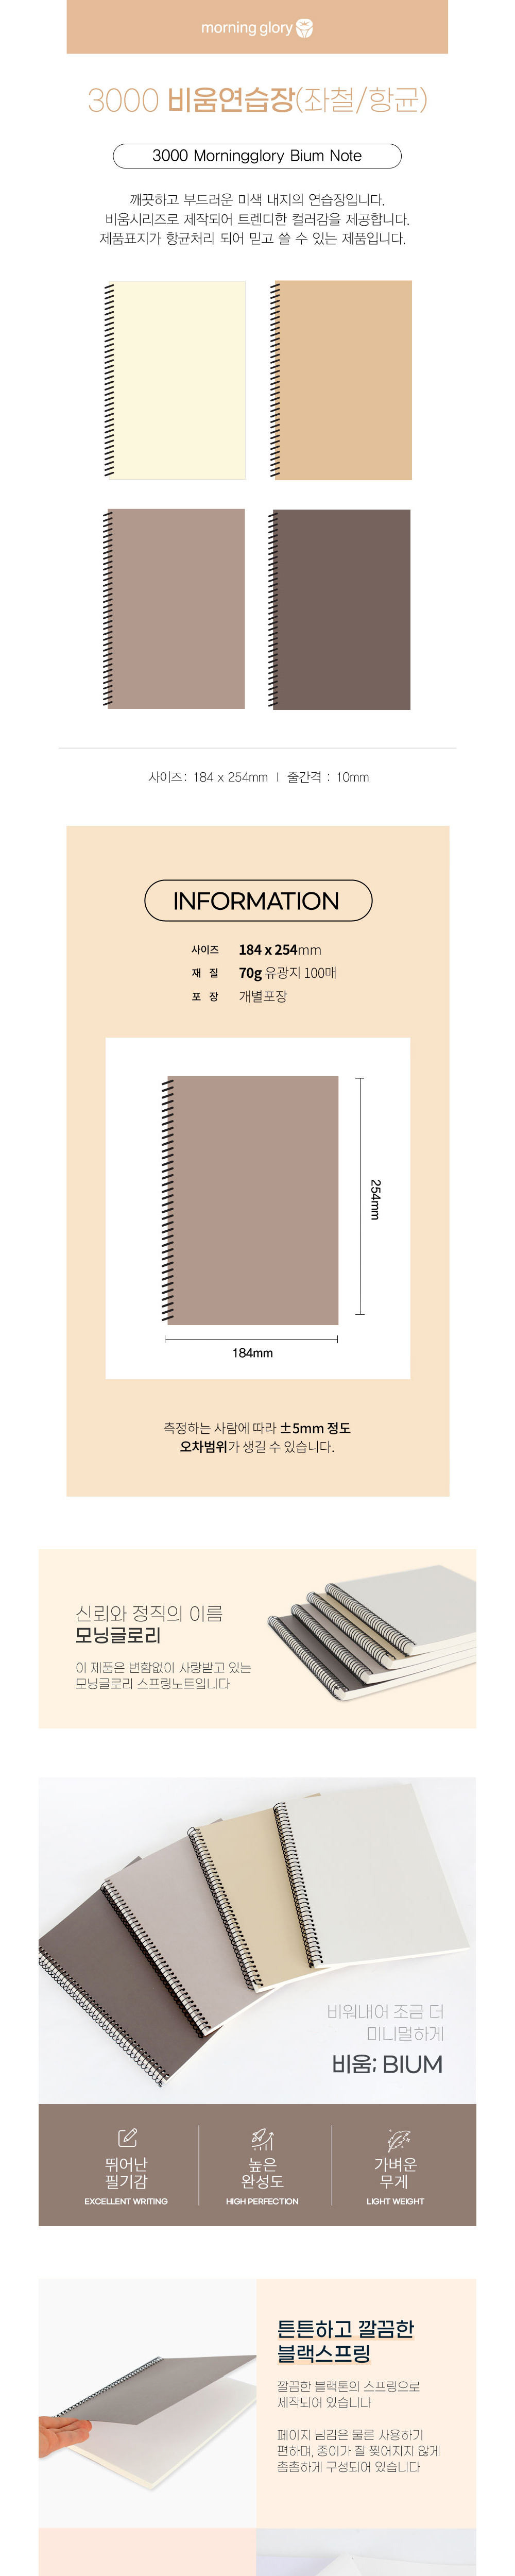 morning glory
3000 비움연습장(좌철/항균)
3000 Morningglory Bium Note
깨끗하고 부드러운 미색 내지의 연습장입니다.
비움시리즈로 제작되어 트렌디한 컬러감을 제공합니다.
제품표지가 항균처리 되어 믿고 쓸 수 있는 제품입니다.
사이즈: 184 x 254mm ㅣ 줄간격 : 10mm
INFORMATION
사이즈 184 x 254mm
재 질 70g 유광지 100매
포 장 개별포장
254mm
184mm
측정하는 사람에 따라 ±5mm 정도
오차범위가 생길 수 있습니다.
신뢰와 정직의 이름
모닝글로리
이 제품은 변함없이 사랑받고 있는
모닝글로리 스프링노트입니다
비워내어 조금 더
미니멀하게
비움; BIUM
뛰어난
필기감
EXCELLENT WRITING
높은
완성도
HIGH PERFECTION
가벼운
무게
LIGHT WEIGHT
튼튼하고 깔끔한
블랙스프링
깔끔한 블랙톤의 스프링으로
제작되어 있습니다
페이지 넘김은 물론 사용하기
편하며, 종이가 잘 찢어지지 않게
촘촘하게 구성되어 있습니다